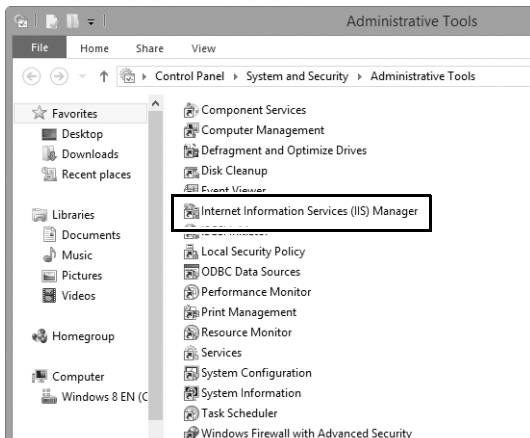 Administrative Tools
File Home Share View
Control Panel System and Security Administrative Tools
Favorites
Desktop
Downloads
Recent places
Libraries
Documents
Music
Pictures
Videos
Homegroup
Computer
Windows 8 EN (C
Component Services
Computer Management
Defragment and Optimize Drives
Disk Cleanup
Event Viewer
Internet Information Services (IIS) Manager
Local Security Policy
ODBC Data Sources
Performance Monitor
Print Management
Resource Monitor
Services
System Configuration
System Information
Task Scheduler
Windows Firewall with Advanced Security